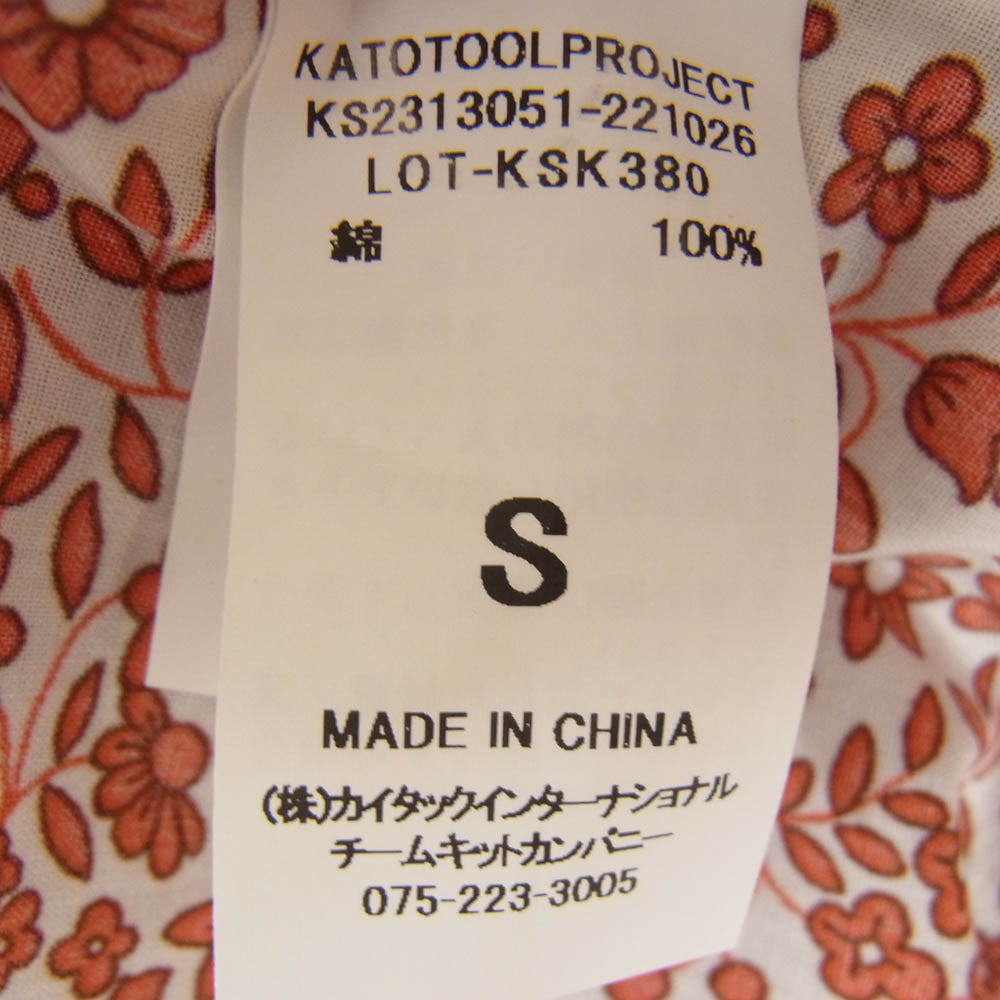 KATOTOOLPROJECT
KS2313051-221026
LOT-KSK380
綿 100%
S
MADE IN CHINA
(株)カイタックインターナショナル
チームキットカンパニー
075-223-3005